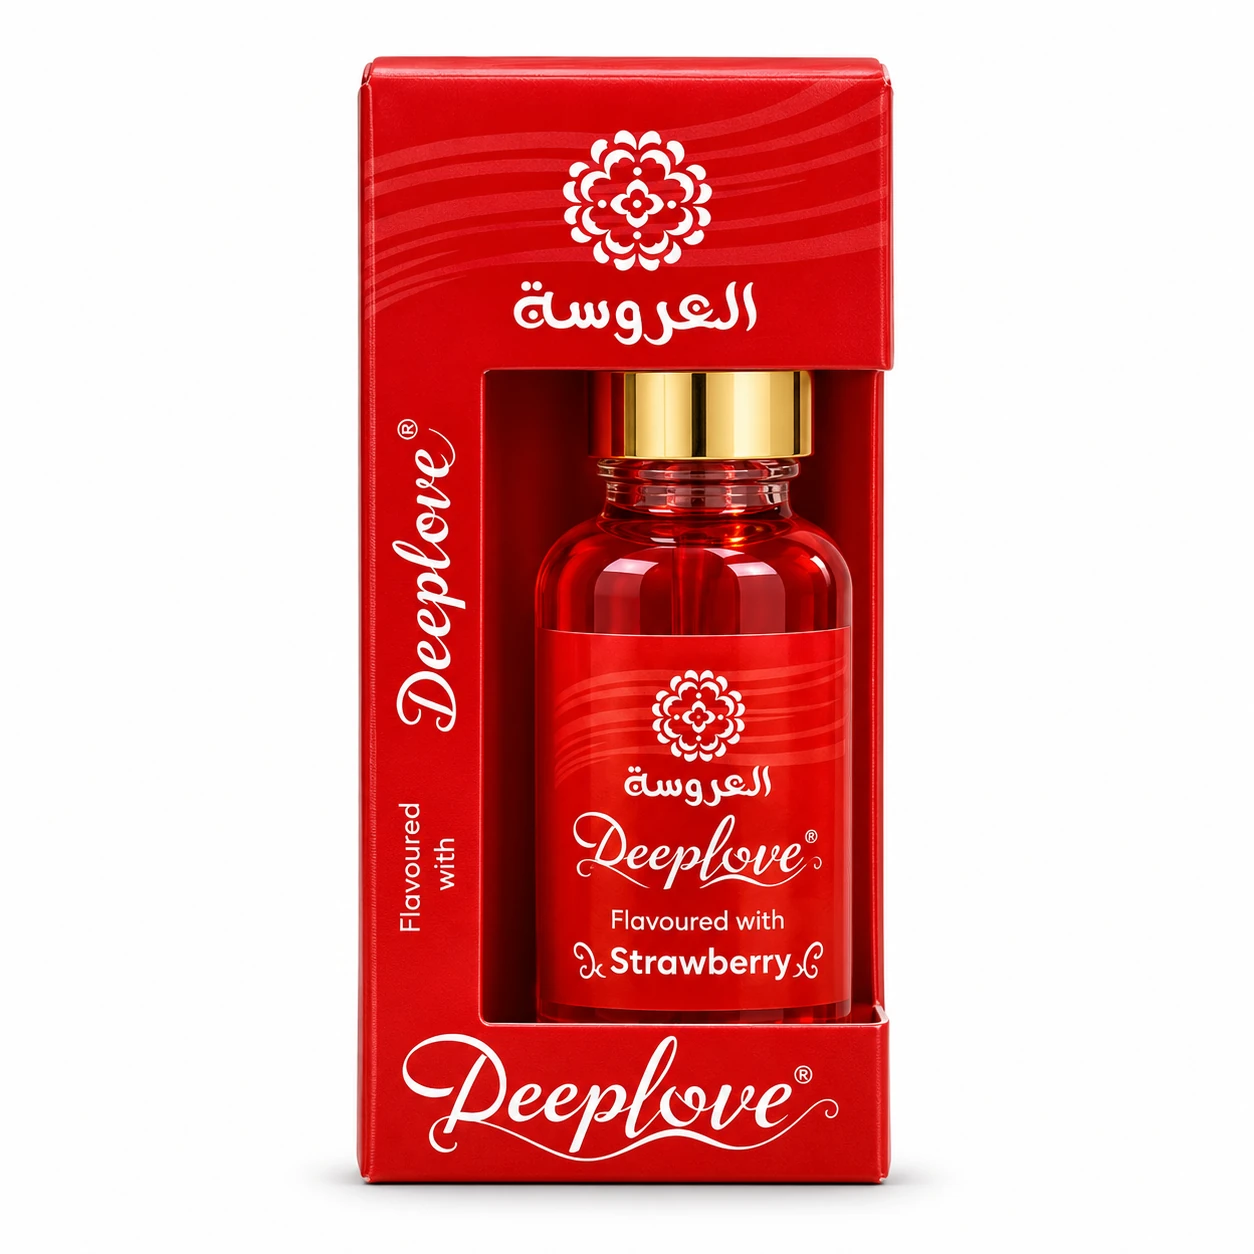 العروسة
Deeplove®
Flavoured
with
العروسة
Deeplove®
Flavoured with
Strawberry
Deeplove®